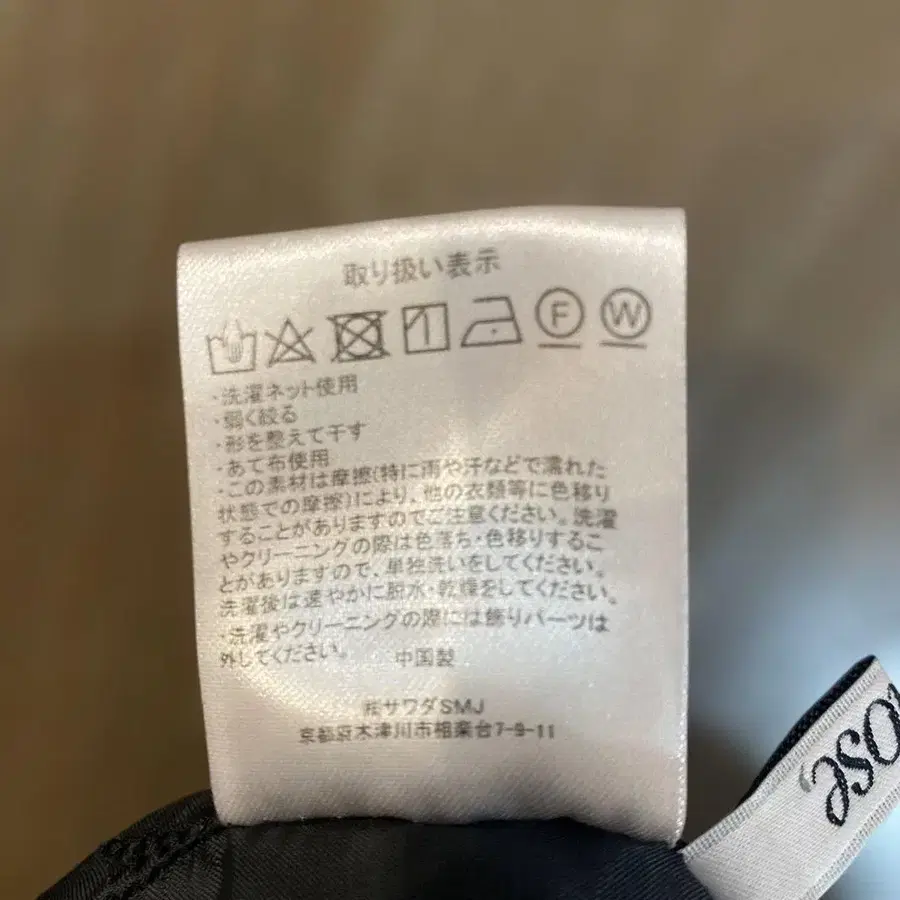 取り扱い表示
F W
・洗濯ネット使用
・弱く絞る
・形を整えて干す
・あて布使用
・この素材は摩擦(特に雨や汗などで濡れた
状態での摩擦)により、他の衣類等に色移り
することがありますのでご注意ください。洗濯
やクリーニングの際は色落ち・色移りするこ
とがありますので、単独洗いをしてください。
洗濯後は速やかに脱水・乾燥をしてください。
・洗濯やクリーニングの際には飾りパーツは
外してください。 中国製
㈱サワダSMJ
京都京木津川市相楽台7-9-11